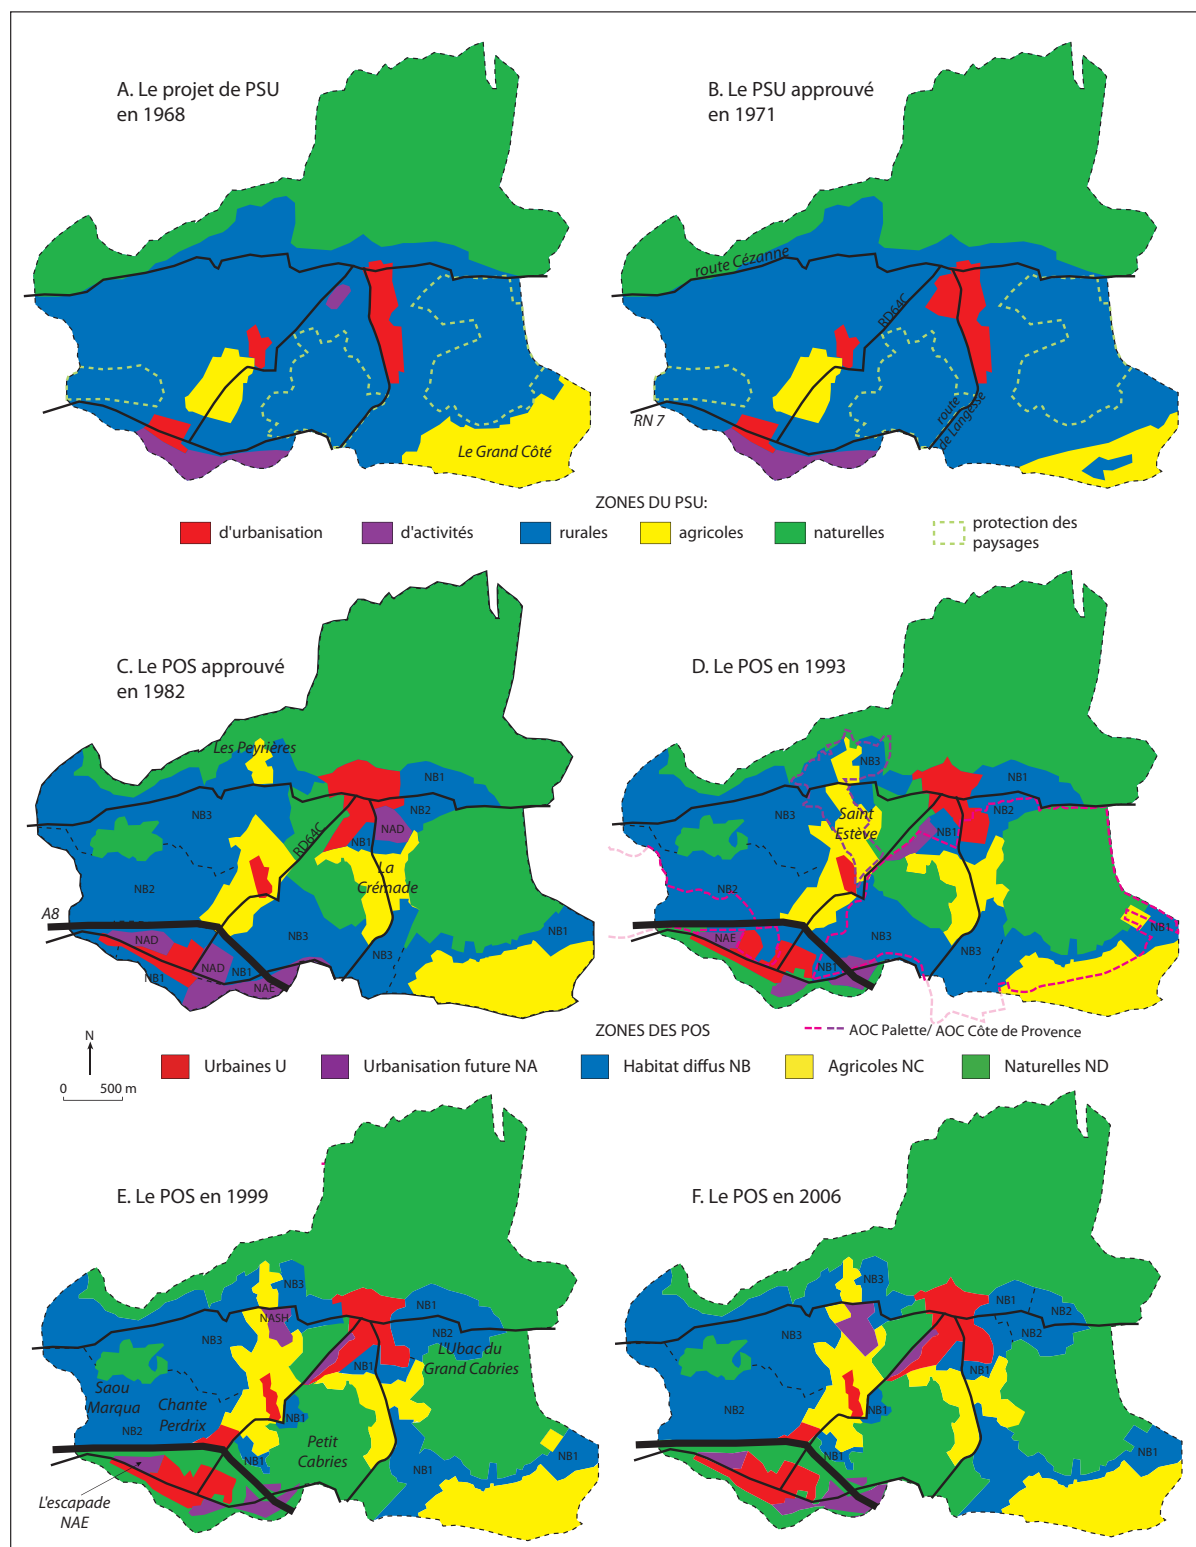 A. Le projet de PSU
en 1968
B. Le PSU approuvé
en 1971
route Cézanne
RD64C
RN 7
route
de Langesse
Le Grand Côté
ZONES DU PSU:
d'urbanisation
d'activités
rurales
agricoles
naturelles
protection des
paysages
C. Le POS approuvé
en 1982
D. Le POS en 1993
Les Peyrières
NB3
NB1
NB2
RD64C
NAD
NB1
La
Crémade
NB2
A8
NAD
NAD
NB1
NB1
NAE
NB3
NB3
NB1
NB3
NB1
NB3
Saint
Estève
NB2
NB1
NB2
NAE
NB1
NB3
NB3
NB1
N
0 500 m
ZONES DES POS
AOC Palette/ AOC Côte de Provence
Urbaines U
Urbanisation future NA
Habitat diffus NB
Agricoles NC
Naturelles ND
E. Le POS en 1999
F. Le POS en 2006
NB3
NASH
NB1
NB3
NB2
NB1
L'Ubac du
Grand Cabries
Saou
Marqua
Chante
Perdrix
NB2
NB1
NB1
Petit
Cabries
NB1
NB1
L'escapade
NAE
NB3
NB1
NB2
NB3
NB2
NB1
NB2
NB1
NB1
NB1